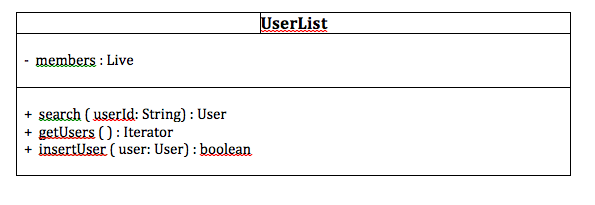 UserList
- members : Live
+ search ( userId: String) : User
+ getUsers ( ) : Iterator
+ insertUser ( user: User) : boolean